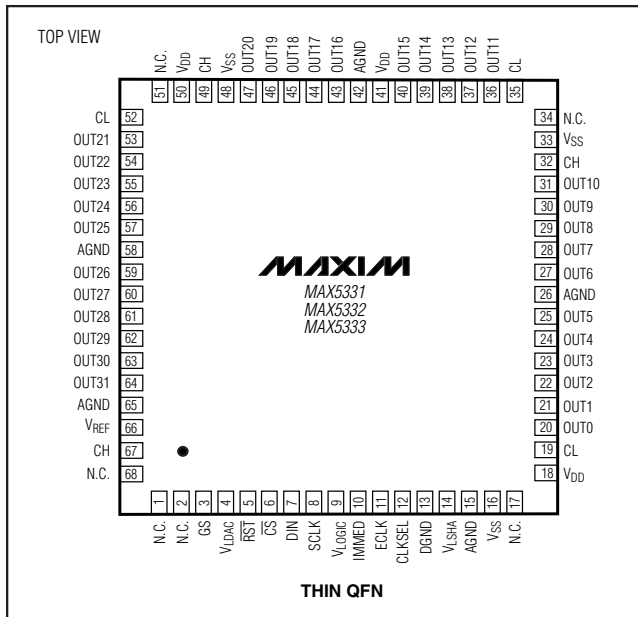 TOP VIEW
N.C. VDD CH VSS OUT20 OUT19 OUT18 OUT17 OUT16 AGND VDD OUT15 OUT14 OUT13 OUT12 OUT11 CL
51 50 49 48 47 46 45 44 43 42 41 40 39 38 37 36 35
CL 52
OUT21 53
OUT22 54
OUT23 55
OUT24 56
OUT25 57
AGND 58
OUT26 59
OUT27 60
OUT28 61
OUT29 62
OUT30 63
OUT31 64
AGND 65
VREF 66
CH 67
N.C. 68
MAXIM
MAX5331
MAX5332
MAX5333
34 N.C.
33 VSS
32 CH
31 OUT10
30 OUT9
29 OUT8
28 OUT7
27 OUT6
26 AGND
25 OUT5
24 OUT4
23 OUT3
22 OUT2
21 OUT1
20 OUT0
19 CL
18 VDD
1 2 3 4 5 6 7 8 9 10 11 12 13 14 15 16 17
N.C. N.C. GS VLDAC RST CS DIN SCLK VLOGIC IMMED ECLK CLKSEL DGND VLSHA AGND VSS N.C.
THIN QFN